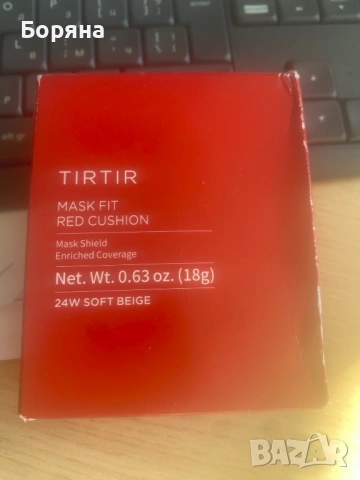 Боряна
TIRTIR
MASK FIT
RED CUSHION
Mask Shield
Enriched Coverage
Net. Wt. 0.63 oz. (18g)
24W SOFT BEIGE
BAZAR